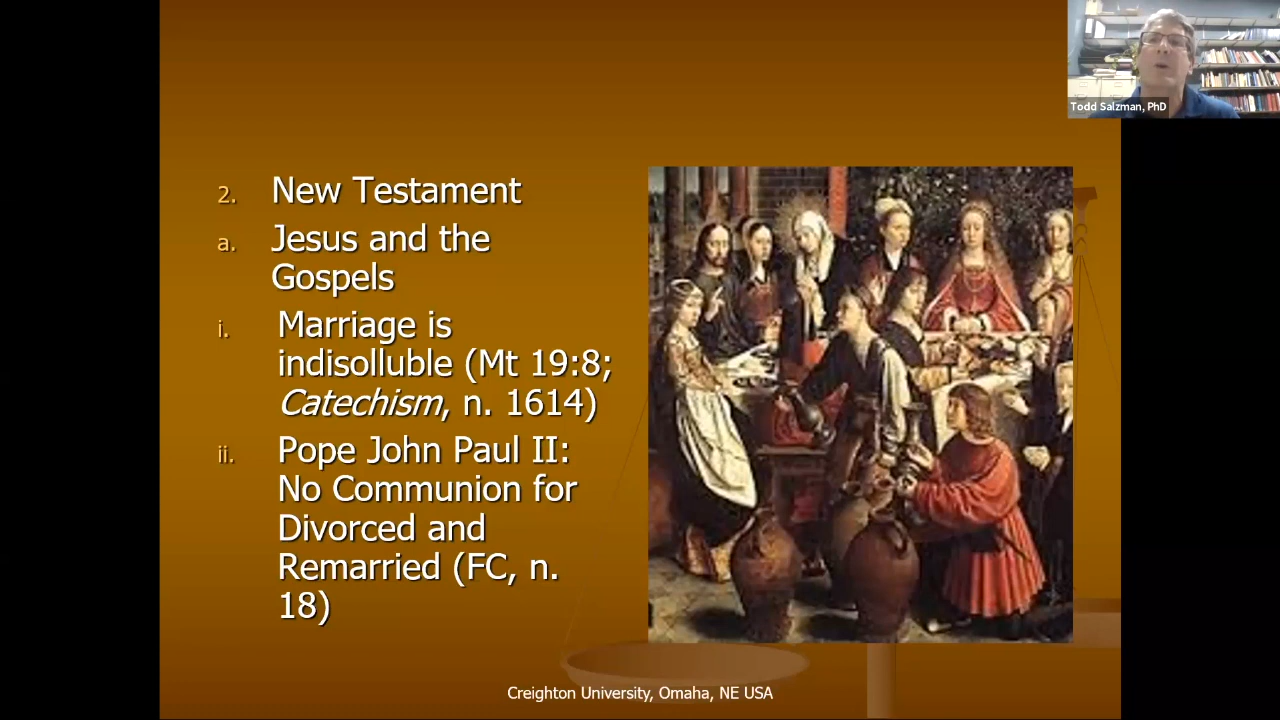 Todd Salzman, PhD
2. New Testament
a. Jesus and the
Gospels
i. Marriage is
indisolluble (Mt 19:8;
Catechism, n. 1614)
ii. Pope John Paul II:
No Communion for
Divorced and
Remarried (FC, n.
18)
Creighton University, Omaha, NE USA